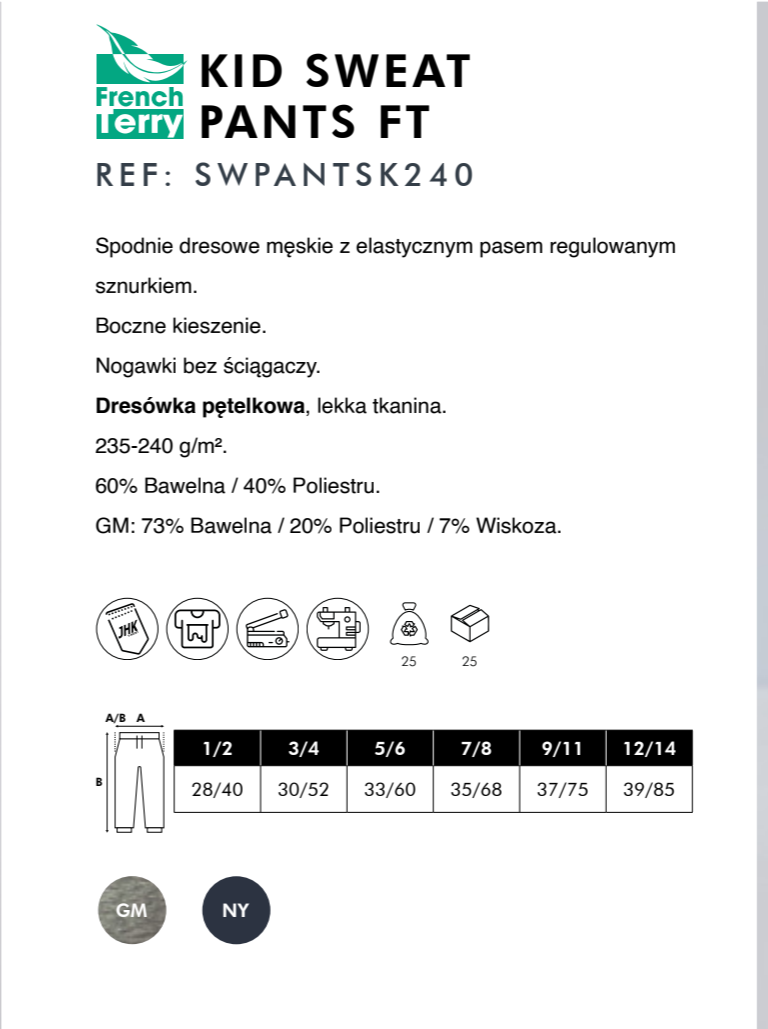 French
Terry
KID SWEAT
PANTS FT
REF: SWPANTSK240
Spodnie dresowe męskie z elastycznym pasem regulowanym
sznurkiem.
Boczne kieszenie.
Nogawki bez ściągaczy.
Dresówka pętelkowa, lekka tkanina.
235-240 g/m².
60% Bawelna / 40% Poliestru.
GM: 73% Bawelna / 20% Poliestru / 7% Wiskoza.
JHK
25 25
A/B A
B
1/2 3/4 5/6 7/8 9/11 12/14
28/40 30/52 33/60 35/68 37/75 39/85
GM NY